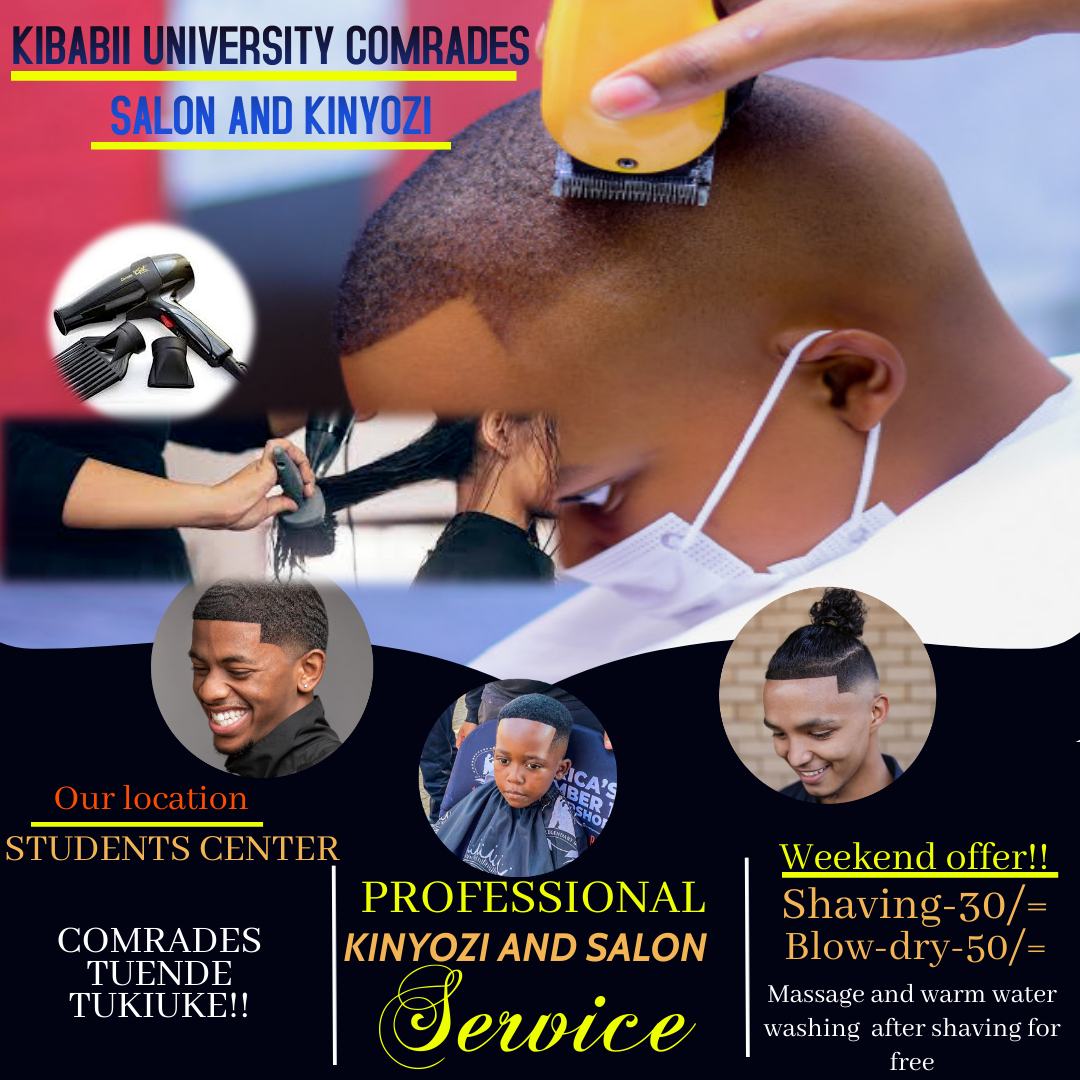 KIBABII UNIVERSITY COMRADES
SALON AND KINYOZI
Our location
STUDENTS CENTER
COMRADES
TUENDE
TUKIUKE!!
PROFESSIONAL
KINYOZI AND SALON
Service
Weekend offer!!
Shaving-30/=
Blow-dry-50/=
Massage and warm water
washing after shaving for
free